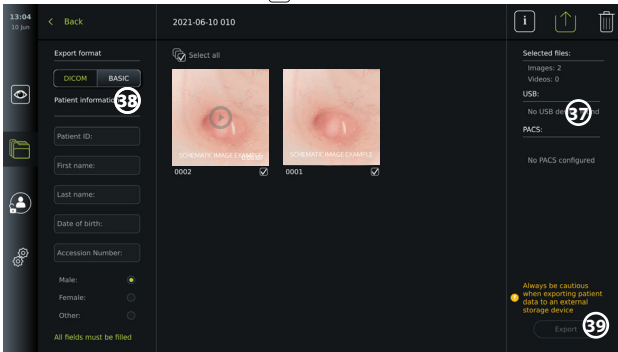 13:04
10 Jun
Back
2021-06-10 010
i
Export format
DICOM BASIC
38
Patient information
Patient ID:
First name:
Last name:
Date of birth:
Accession Number:
Male:
Female:
Other:
All fields must be filled
Select all
SCHEMATIC IMAGE EXAMPLE
0002
SCHEMATIC IMAGE EXAMPLE
0001
Selected files:
Images: 2
Videos: 0
USB:
No USB
37
PACS:
No PACS configured
Always be cautious
when exporting patient
data to an external
storage device
Export
39